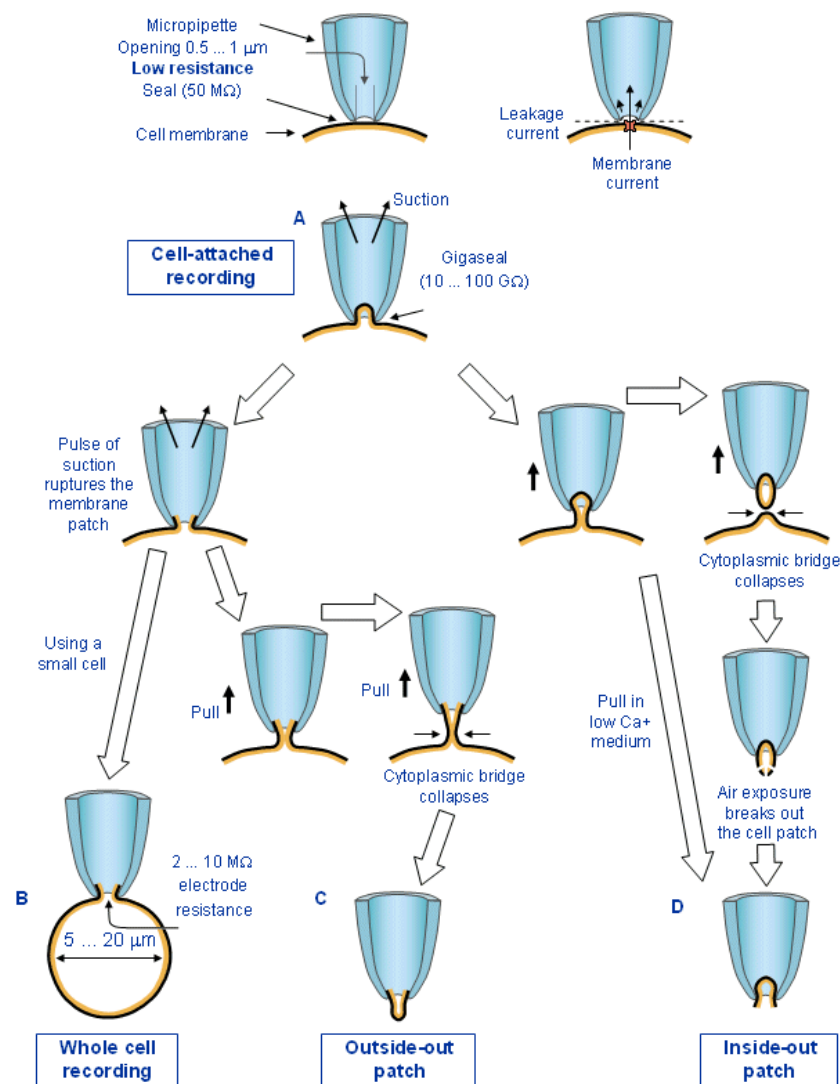 Micropipette
Opening 0.5 ... 1 µm
Low resistance
Seal (50 MΩ)
Cell membrane
Leakage
current
Membrane
current
A
Suction
Cell-attached
recording
Gigaseal
(10 ... 100 GΩ)
Pulse of
suction
ruptures the
membrane
patch
Cytoplasmic bridge
collapses
Using a
small cell
Pull
Pull
Cytoplasmic bridge
collapses
Pull in
low Ca+
medium
Air exposure
breaks out
the cell patch
B
2 ... 10 MΩ
electrode
resistance
5 ... 20 µm
C
D
Whole cell
recording
Outside-out
patch
Inside-out
patch